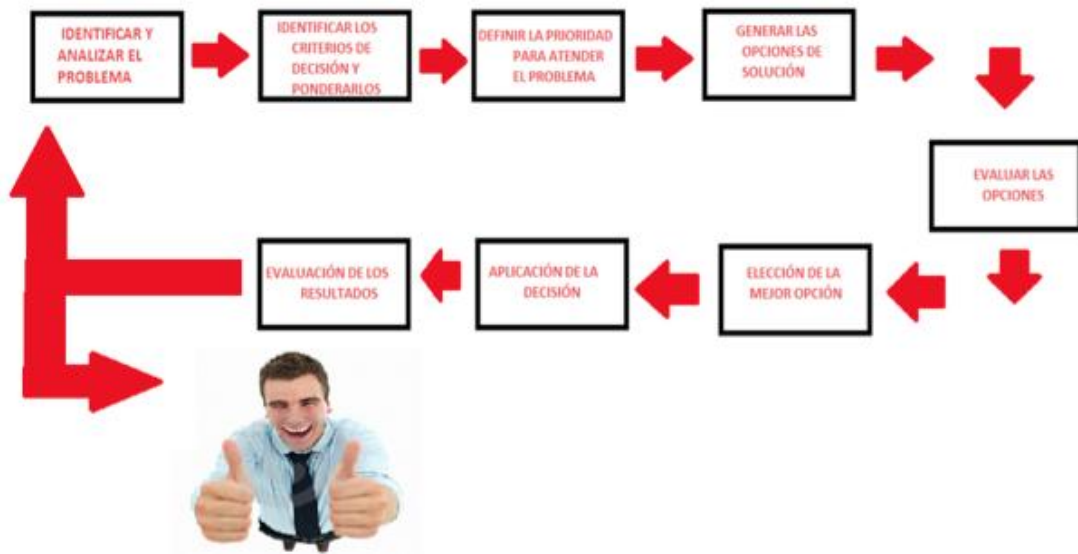 IDENTIFICAR Y
ANALIZAR EL
PROBLEMA
IDENTIFICAR LOS
CRITERIOS DE
DECISIÓN Y
PONDERARLOS
DEFINIR LA PRIORIDAD
PARA ATENDER
EL PROBLEMA
GENERAR LAS
OPCIONES DE
SOLUCIÓN
EVALUAR LAS
OPCIONES
ELECCIÓN DE LA
MEJOR OPCIÓN
APLICACIÓN DE LA
DECISIÓN
EVALUACIÓN DE LOS
RESULTADOS